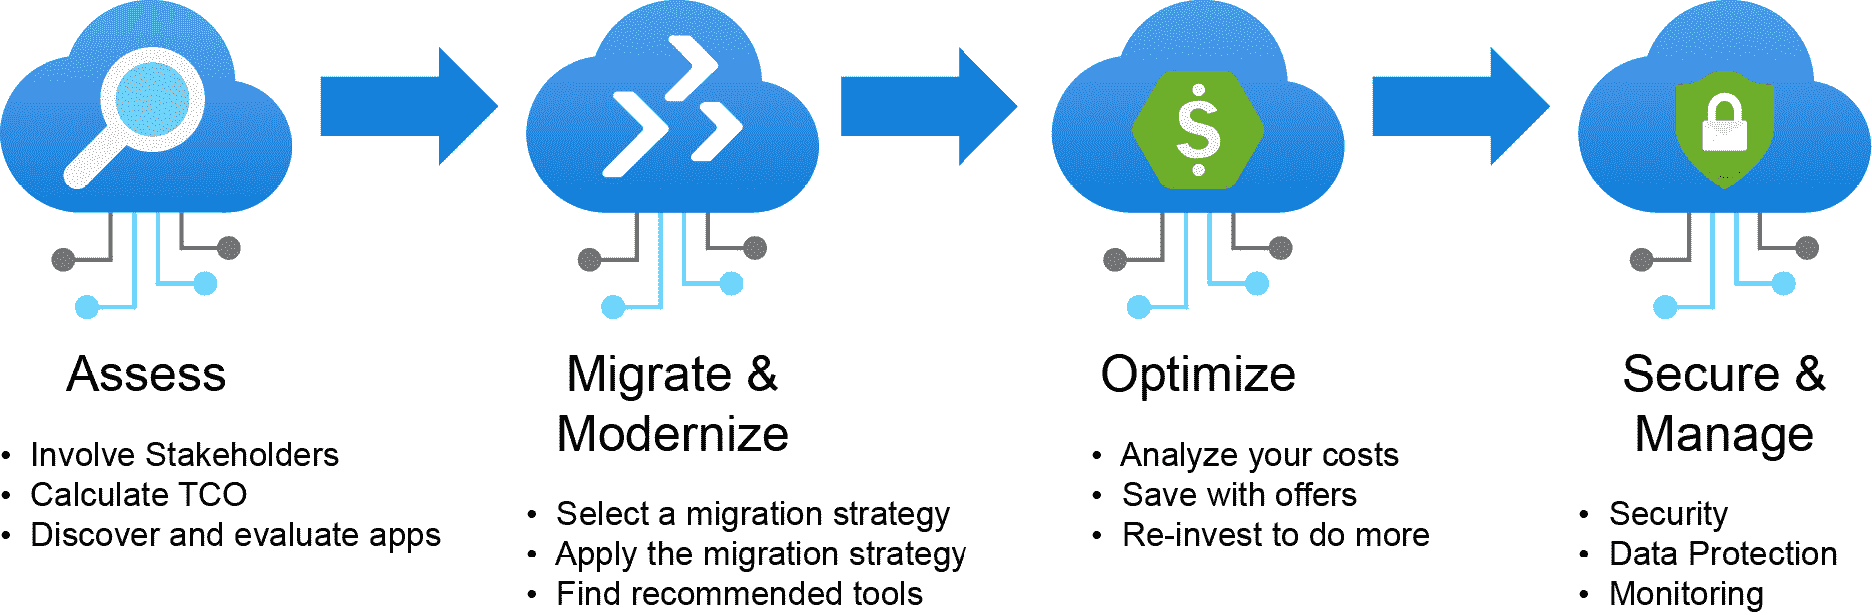 Assess
• Involve Stakeholders
• Calculate TCO
• Discover and evaluate apps
Migrate &
Modernize
• Select a migration strategy
• Apply the migration strategy
• Find recommended tools
Optimize
• Analyze your costs
• Save with offers
• Re-invest to do more
Secure &
Manage
• Security
• Data Protection
• Monitoring